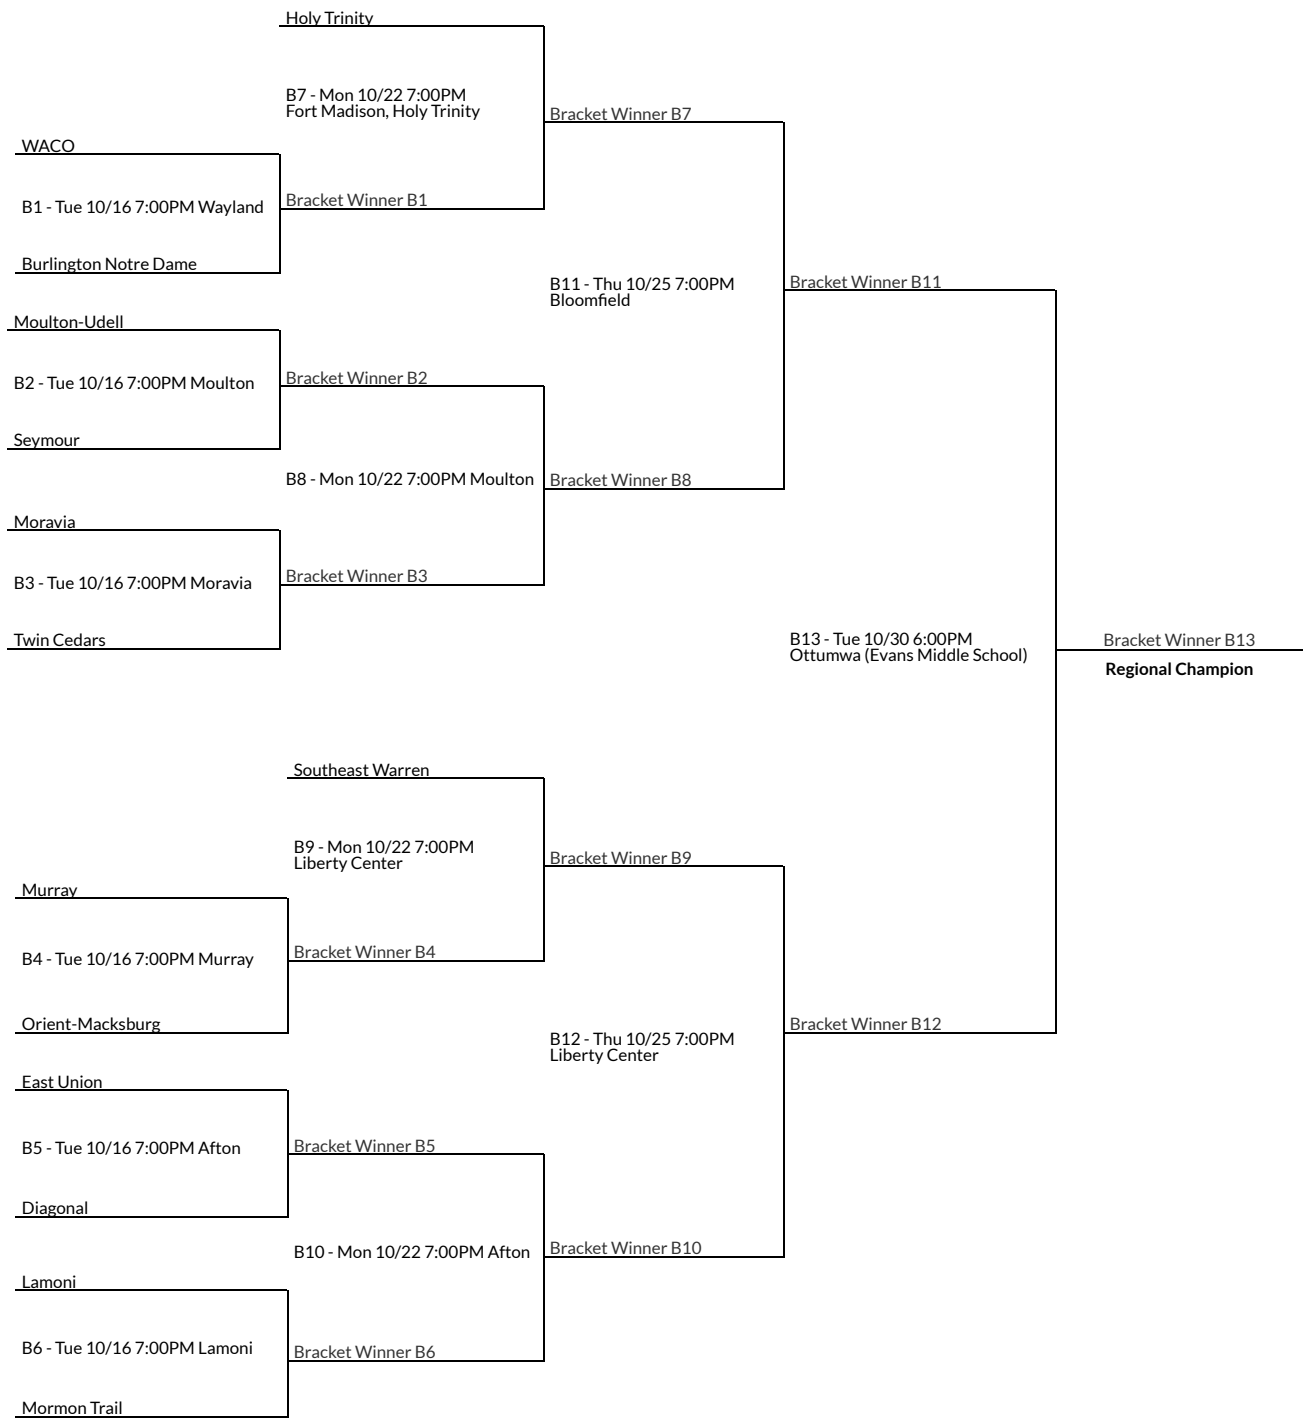 Holy Trinity
B7 - Mon 10/22 7:00PM
Fort Madison, Holy Trinity
Bracket Winner B7
WACO
B1 - Tue 10/16 7:00PM Wayland
Bracket Winner B1
Burlington Notre Dame
B11 - Thu 10/25 7:00PM
Bloomfield
Bracket Winner B11
Moulton-Udell
B2 - Tue 10/16 7:00PM Moulton
Bracket Winner B2
Seymour
B8 - Mon 10/22 7:00PM Moulton
Bracket Winner B8
Moravia
B3 - Tue 10/16 7:00PM Moravia
Bracket Winner B3
Twin Cedars
B13 - Tue 10/30 6:00PM
Ottumwa (Evans Middle School)
Bracket Winner B13
Regional Champion
Southeast Warren
B9 - Mon 10/22 7:00PM
Liberty Center
Bracket Winner B9
Murray
B4 - Tue 10/16 7:00PM Murray
Bracket Winner B4
Orient-Macksburg
B12 - Thu 10/25 7:00PM
Liberty Center
Bracket Winner B12
East Union
B5 - Tue 10/16 7:00PM Afton
Bracket Winner B5
Diagonal
B10 - Mon 10/22 7:00PM Afton
Bracket Winner B10
Lamoni
B6 - Tue 10/16 7:00PM Lamoni
Bracket Winner B6
Mormon Trail